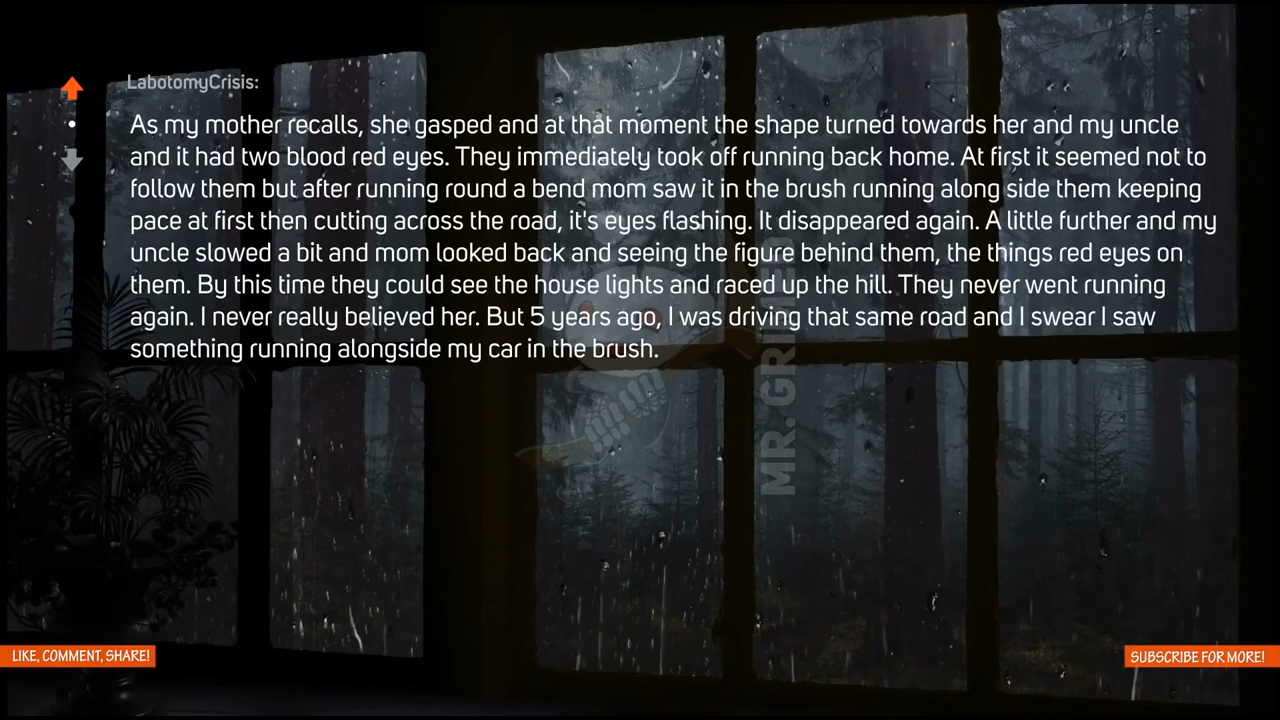 LabotomyCrisis:
As my mother recalls, she gasped and at that moment the shape turned towards her and my uncle
and it had two blood red eyes. They immediately took off running back home. At first it seemed not to
follow them but after running round a bend mom saw it in the brush running along side them keeping
pace at first then cutting across the road, it's eyes flashing. It disappeared again. A little further and my
uncle slowed a bit and mom looked back and seeing the figure behind them, the things red eyes on
them. By this time they could see the house lights and raced up the hill. They never went running
again. I never really believed her. But 5 years ago, I was driving that same road and I swear I saw
something running alongside my car in the brush.
MR. GRIMES
LIKE, COMMENT, SHARE!
SUBSCRIBE FOR MORE!